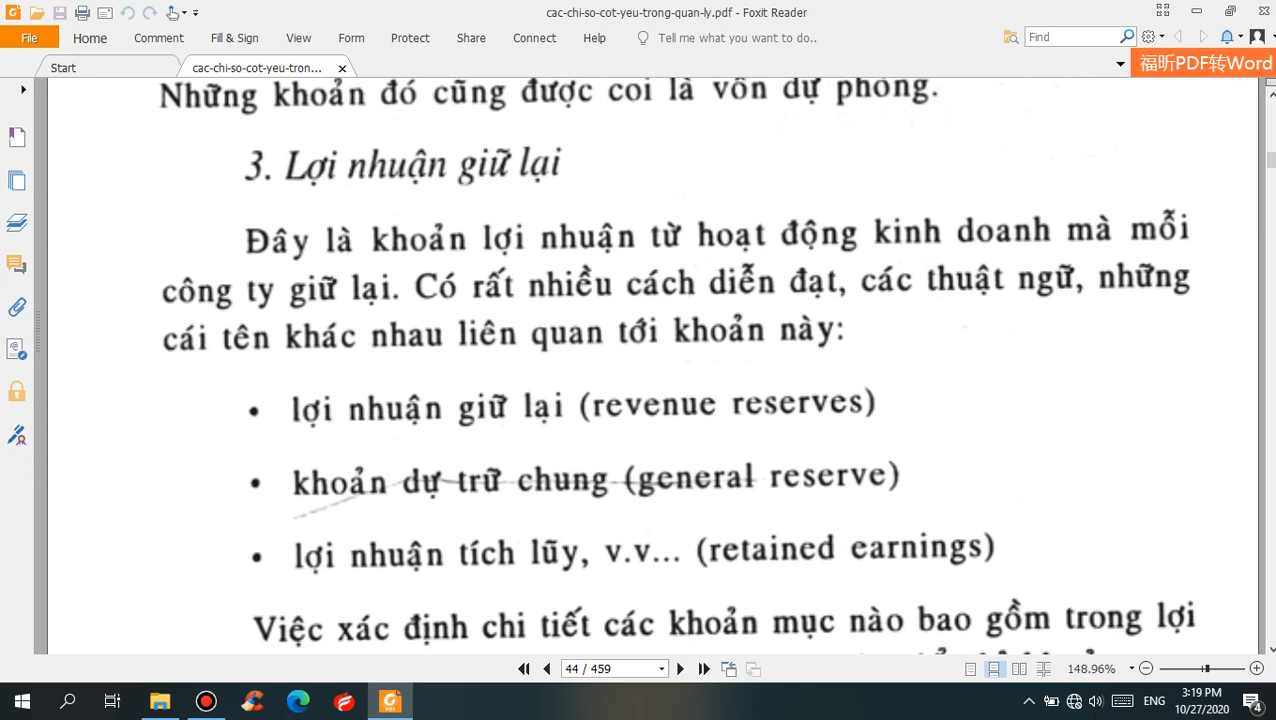 cac-chi-so-cot-yeu-trong-quan-ly.pdf - Foxit Reader
File Home Comment Fill & Sign View Form Protect Share Connect Help Tell me what you want to do.. Find
Start cac-chi-so-cot-yeu-tron... 福昕PDF转Word
Những khoản đó cũng được coi là vốn dự phòng.
3. Lợi nhuận giữ lại
Đây là khoản lợi nhuận từ hoạt động kinh doanh mà mỗi
công ty giữ lại. Có rất nhiều cách diễn đạt, các thuật ngữ, những
cái tên khác nhau liên quan tới khoản này:
• lợi nhuận giữ lại (revenue reserves)
• khoản dự trữ chung (general reserve)
• lợi nhuận tích lũy, v.v... (retained earnings)
Việc xác định chi tiết các khoản mục nào bao gồm trong lợi
44 / 459 148.96%
ENG 3:19 PM
10/27/2020 4